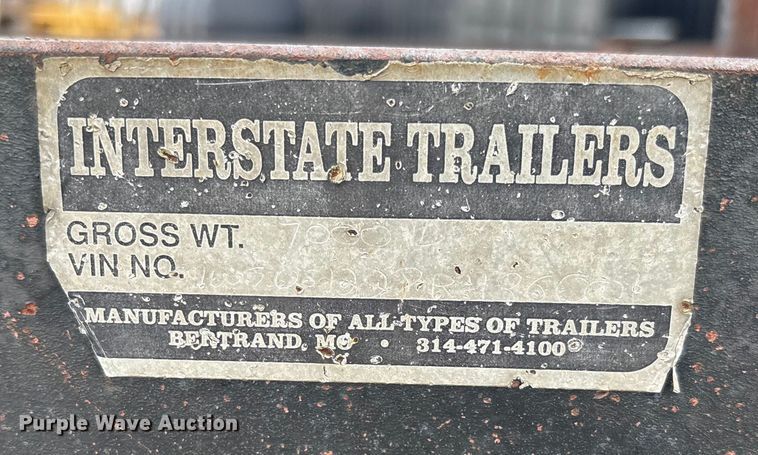 INTERSTATE TRAILERS
GROSS WT.
VIN NO.
MANUFACTURERS OF ALL TYPES OF TRAILERS
BERTRAND, MO • 314-471-4100
Purple Wave Auction